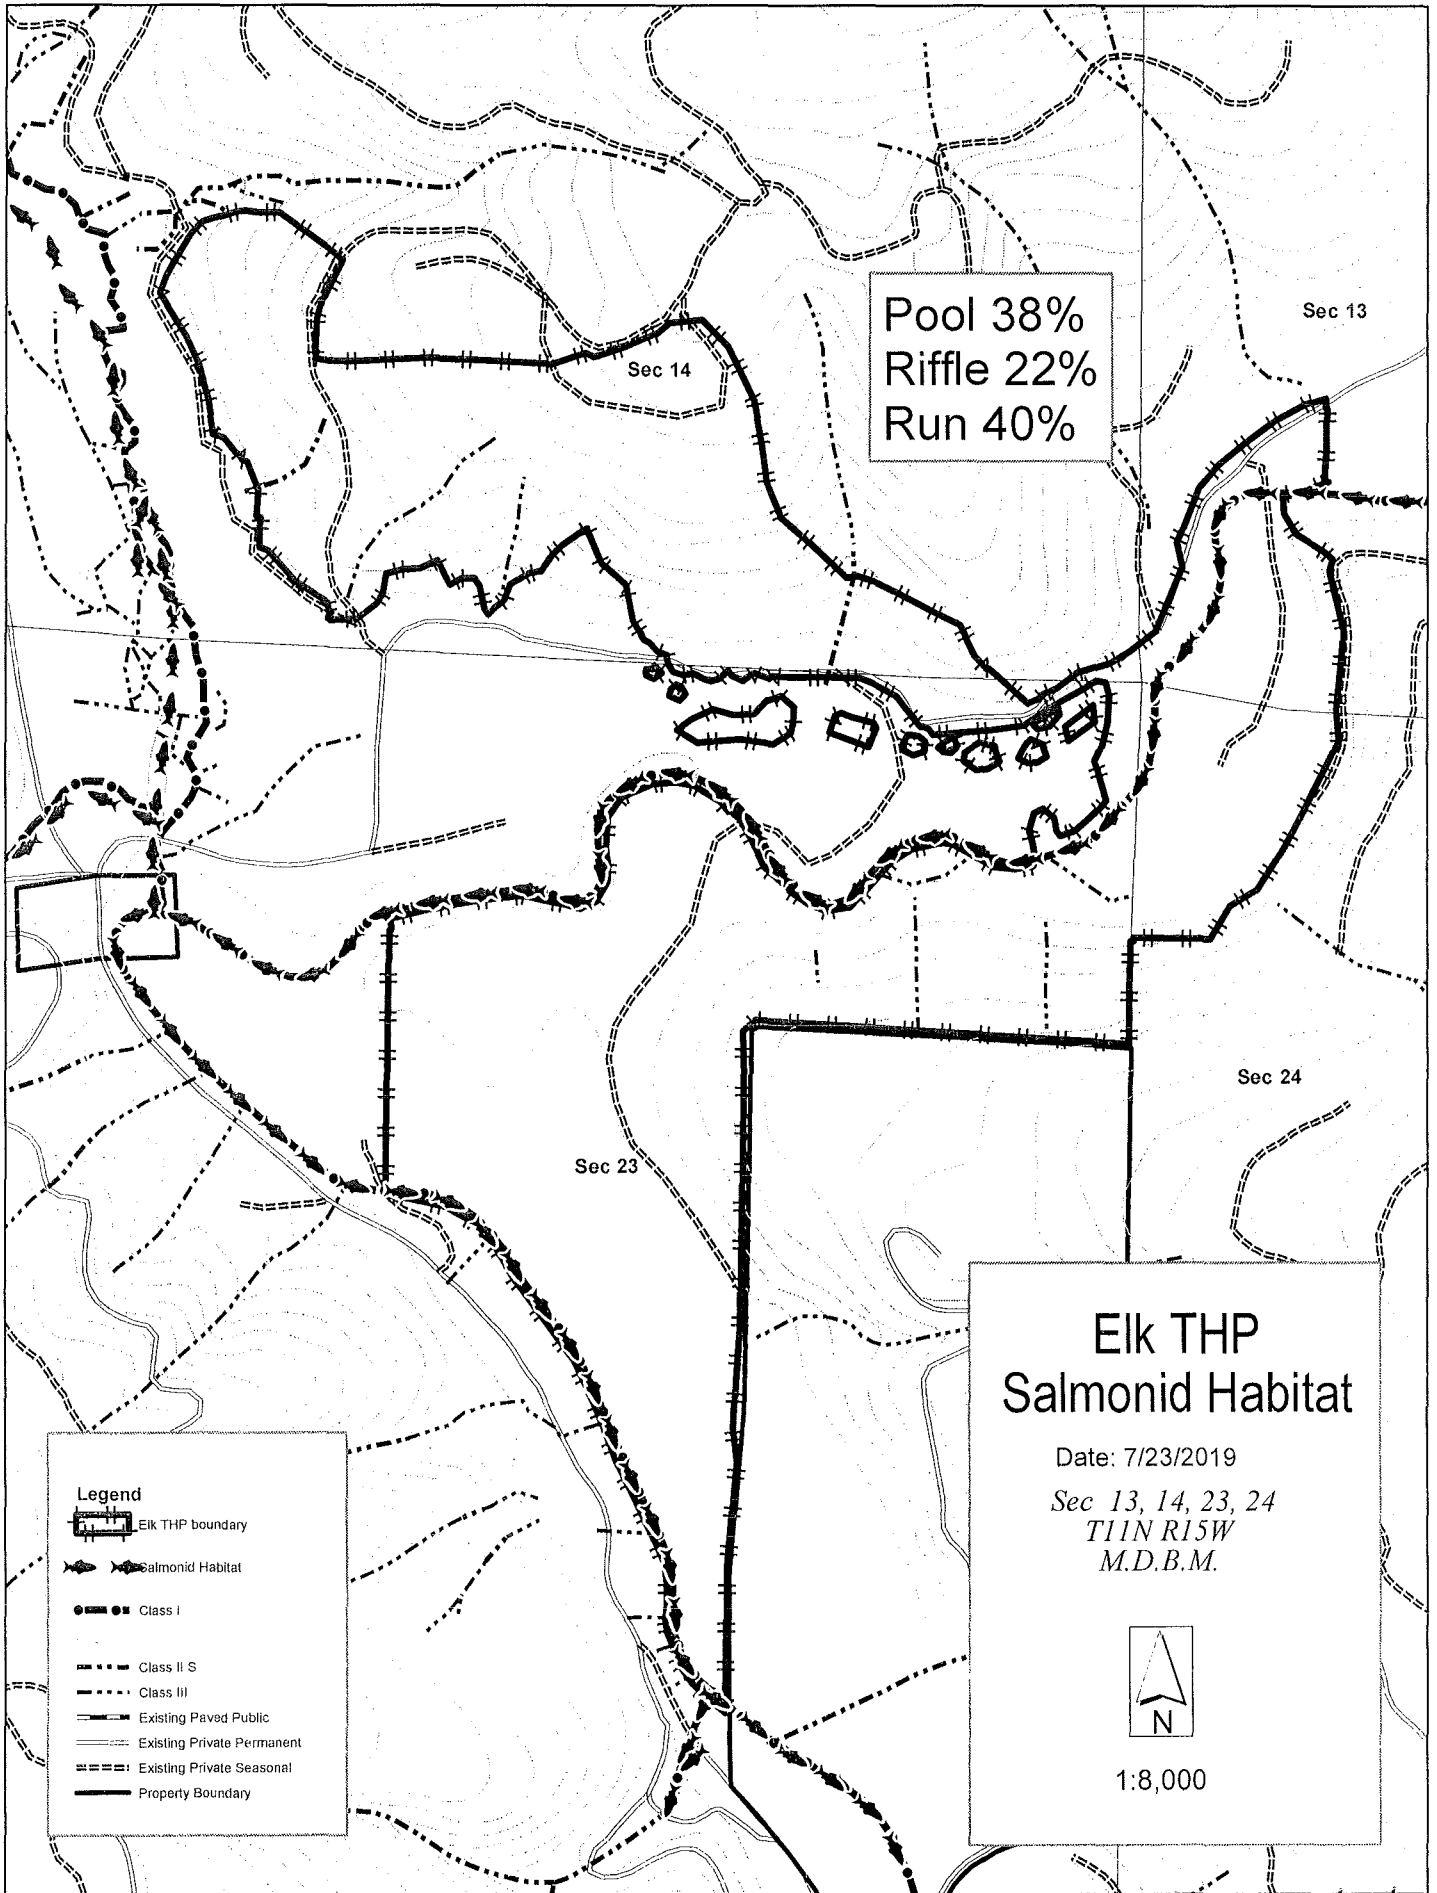 Pool 38%
Riffle 22%
Run 40%
Sec 13
Sec 14
Sec 24
Sec 23
Elk THP
Salmonid Habitat
Date: 7/23/2019
Sec 13, 14, 23, 24
T11N R15W
M.D.B.M.
N
1:8,000
Legend
Elk THP boundary
Salmonid Habitat
Class I
Class II S
Class III
Existing Paved Public
Existing Private Permanent
Existing Private Seasonal
Property Boundary